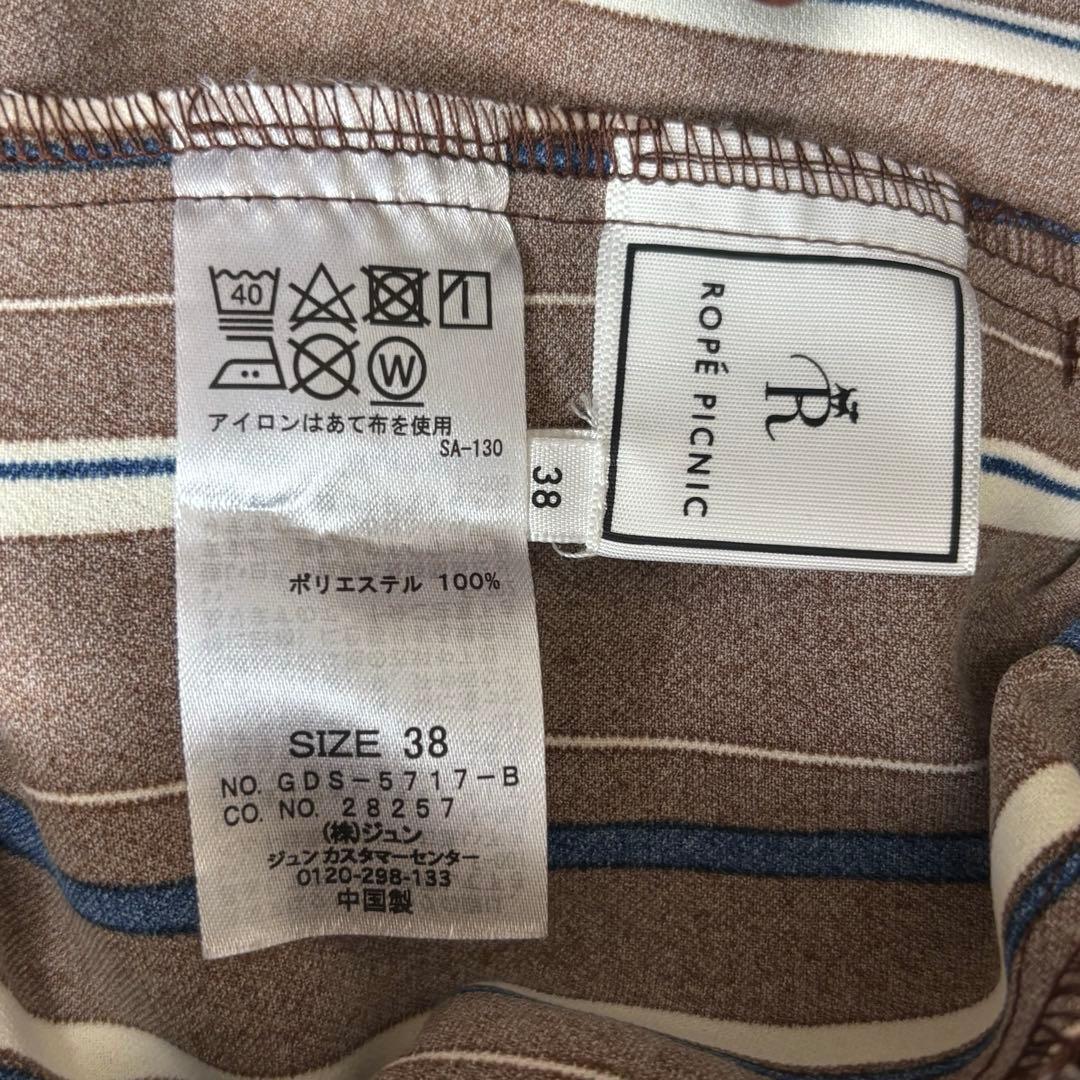 40
W
アイロンはあて布を使用
SA-130
ポリエステル 100%
SIZE 38
NO. GDS-5717-B
CO. NO. 28257
(株)ジュン
ジュン カスタマーセンター
0120-298-133
中国製
38
R
ROPÉ PICNIC